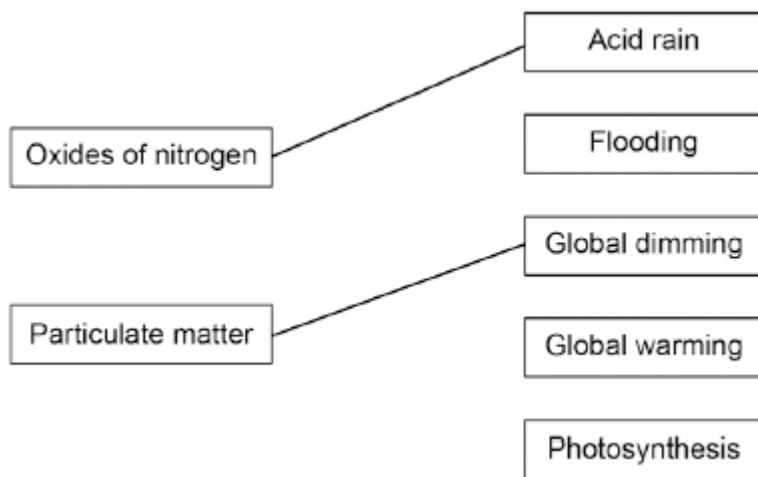 Oxides of nitrogen
Particulate matter
Acid rain
Flooding
Global dimming
Global warming
Photosynthesis